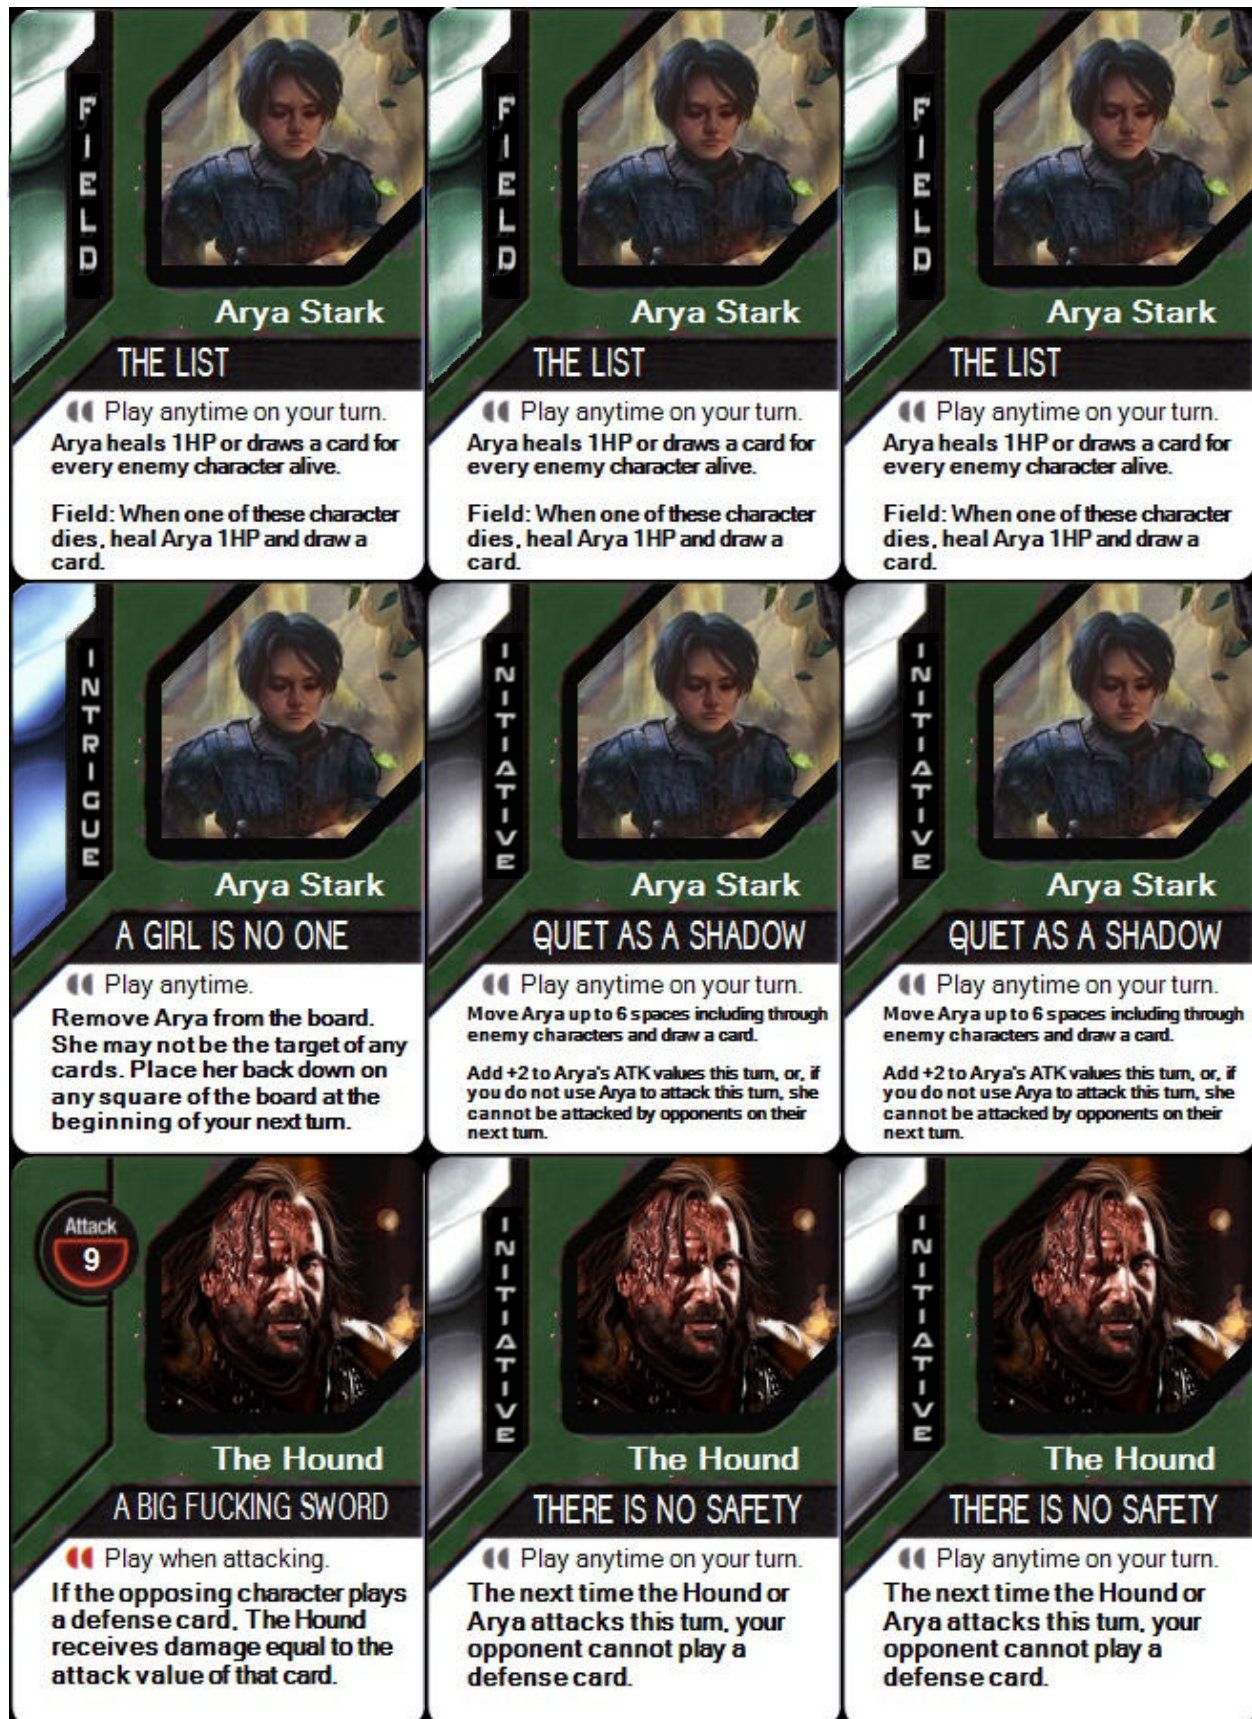 FIELD
Arya Stark
THE LIST
Play anytime on your turn.
Arya heals 1HP or draws a card for
every enemy character alive.
Field: When one of these character
dies, heal Arya 1HP and draw a
card.
FIELD
Arya Stark
THE LIST
Play anytime on your turn.
Arya heals 1HP or draws a card for
every enemy character alive.
Field: When one of these character
dies, heal Arya 1HP and draw a
card.
FIELD
Arya Stark
THE LIST
Play anytime on your turn.
Arya heals 1HP or draws a card for
every enemy character alive.
Field: When one of these character
dies, heal Arya 1HP and draw a
card.
INTRIGUE
Arya Stark
A GIRL IS NO ONE
Play anytime.
Remove Arya from the board.
She may not be the target of any
cards. Place her back down on
any square of the board at the
beginning of your next turn.
INITIATIVE
Arya Stark
QUIET AS A SHADOW
Play anytime on your turn.
Move Arya up to 6 spaces including through
enemy characters and draw a card.
Add +2 to Arya's ATK values this turn, or, if
you do not use Arya to attack this turn, she
cannot be attacked by opponents on their
next turn.
INITIATIVE
Arya Stark
QUIET AS A SHADOW
Play anytime on your turn.
Move Arya up to 6 spaces including through
enemy characters and draw a card.
Add +2 to Arya's ATK values this turn, or, if
you do not use Arya to attack this turn, she
cannot be attacked by opponents on their
next turn.
Attack
9
The Hound
A BIG FUCKING SWORD
Play when attacking.
If the opposing character plays
a defense card, The Hound
receives damage equal to the
attack value of that card.
INITIATIVE
The Hound
THERE IS NO SAFETY
Play anytime on your turn.
The next time the Hound or
Arya attacks this turn, your
opponent cannot play a
defense card.
INITIATIVE
The Hound
THERE IS NO SAFETY
Play anytime on your turn.
The next time the Hound or
Arya attacks this turn, your
opponent cannot play a
defense card.